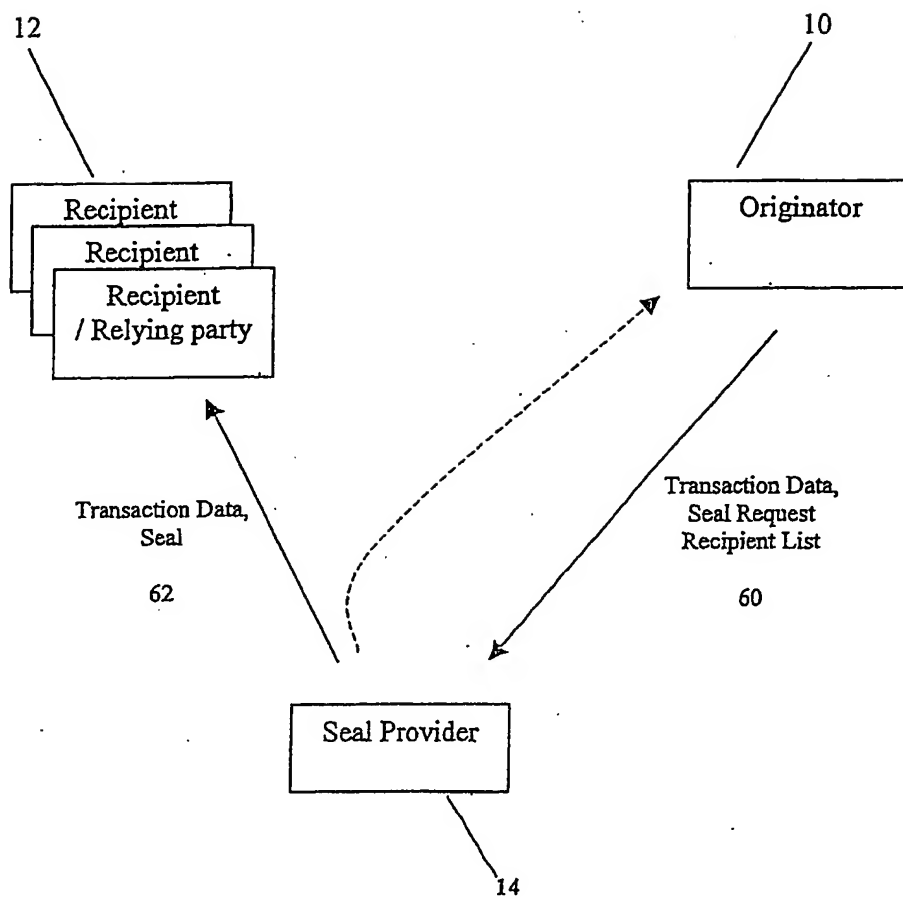 12
10
Recipient
Recipient
Recipient
/ Relying party
Originator
Transaction Data,
Seal
62
Transaction Data,
Seal Request
Recipient List
60
Seal Provider
14